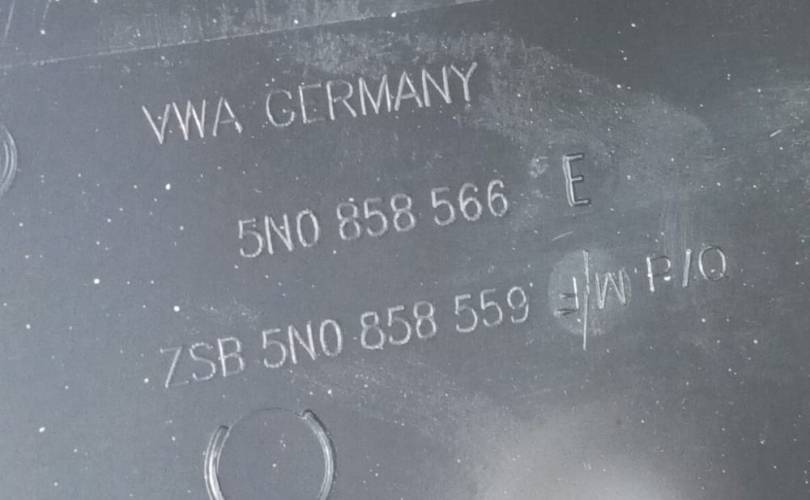 VWA GERMANY
5N0 858 566 E
ZSB 5N0 858 559 F/W P/Q